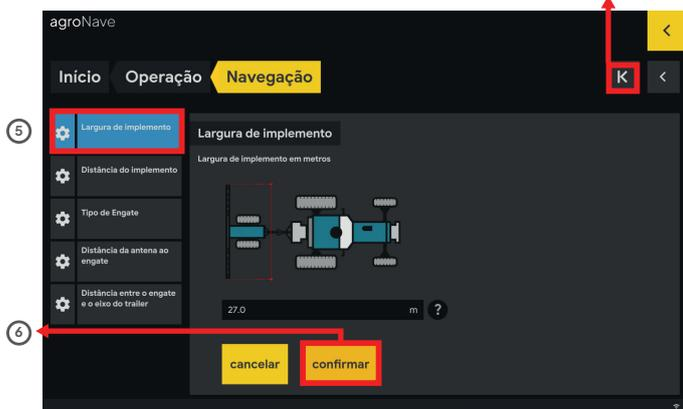 agroNave
Início Operação Navegação
5
Largura de implemento
Distância do implemento
Tipo de Engate
Distância da antena ao
engate
Distância entre o engate
e o eixo do trailer
Largura de implemento
Largura de implemento em metros
27.0 m ?
6
cancelar confirmar